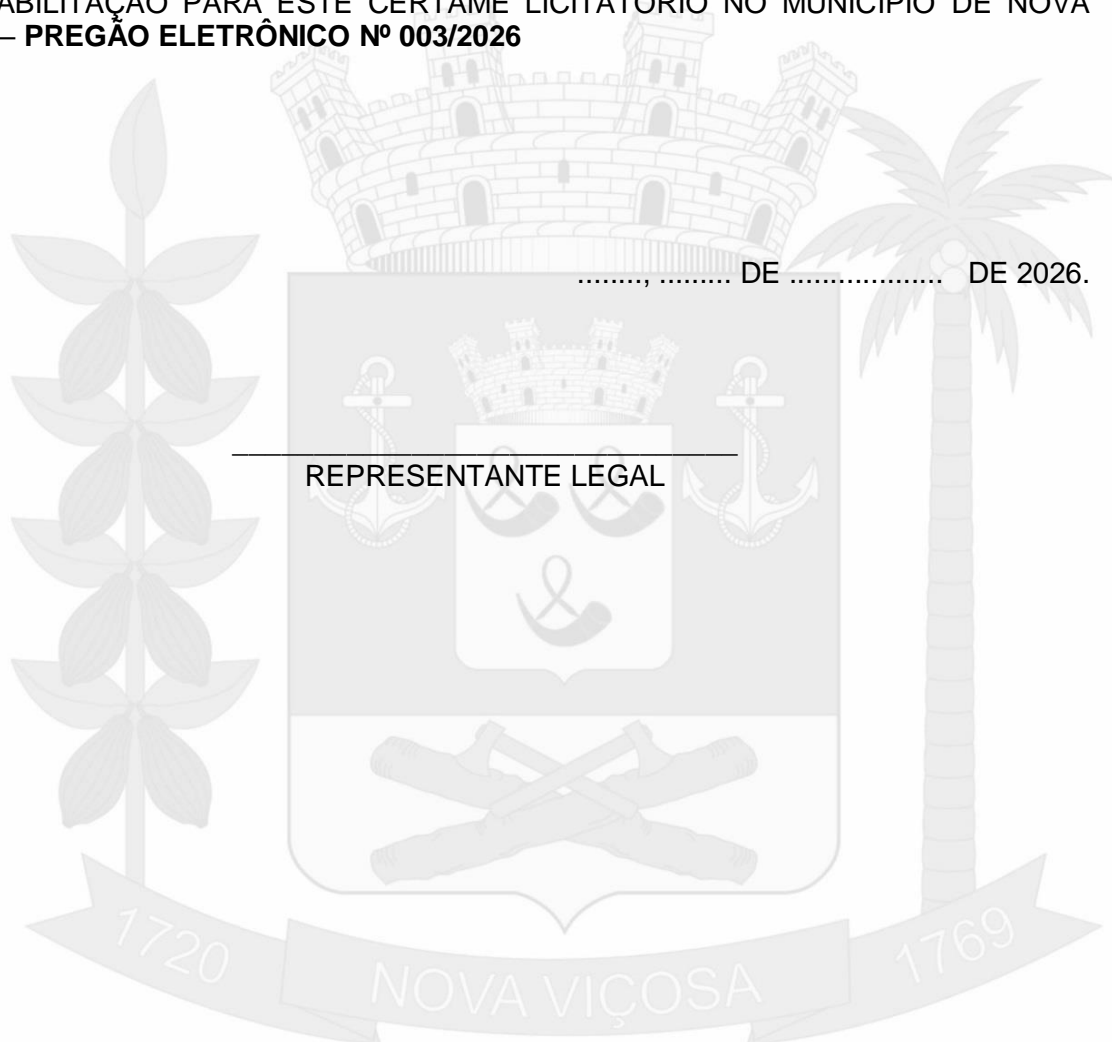 ABILITAÇÃO PARA ESTE CERTAME LICITATÓRIO NO MUNICÍPIO DE NOVA
– PREGÃO ELETRÔNICO Nº 003/2026
........, ......... DE ................... DE 2026.
_______________________________
REPRESENTANTE LEGAL
1720 NOVA VIÇOSA 1769